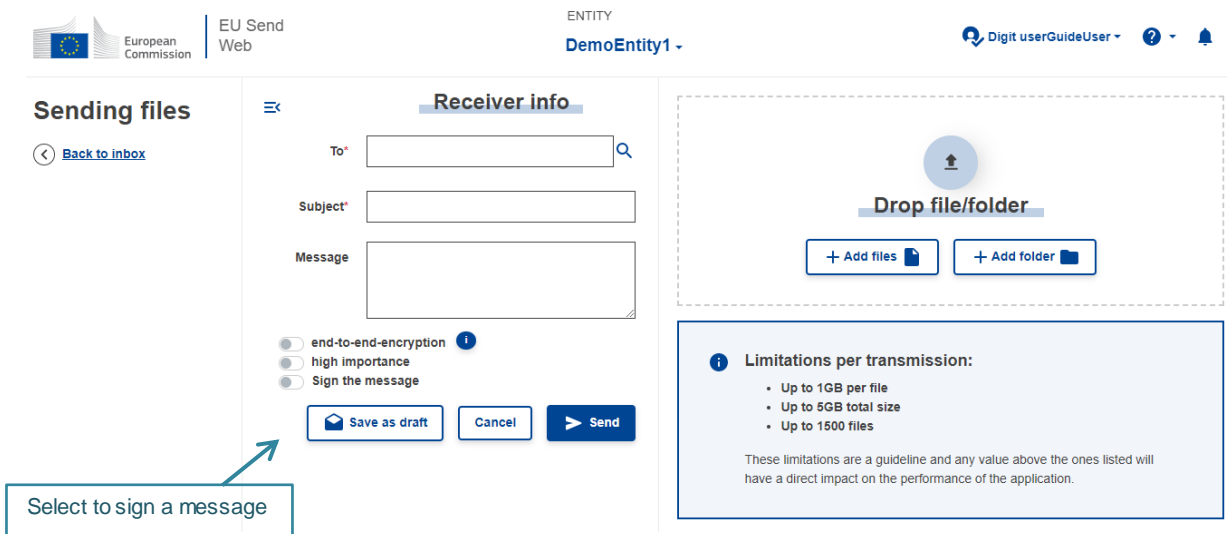 European
Commission
EU Send
Web
ENTITY
DemoEntity1
Digit userGuideUser
?
Sending files
Back to inbox
Receiver info
To*
Subject*
Message
end-to-end-encryption i
high importance
Sign the message
Save as draft
Cancel
Send
Select to sign a message
Drop file/folder
+ Add files
+ Add folder
i Limitations per transmission:
• Up to 1GB per file
• Up to 5GB total size
• Up to 1500 files
These limitations are a guideline and any value above the ones listed will
have a direct impact on the performance of the application.